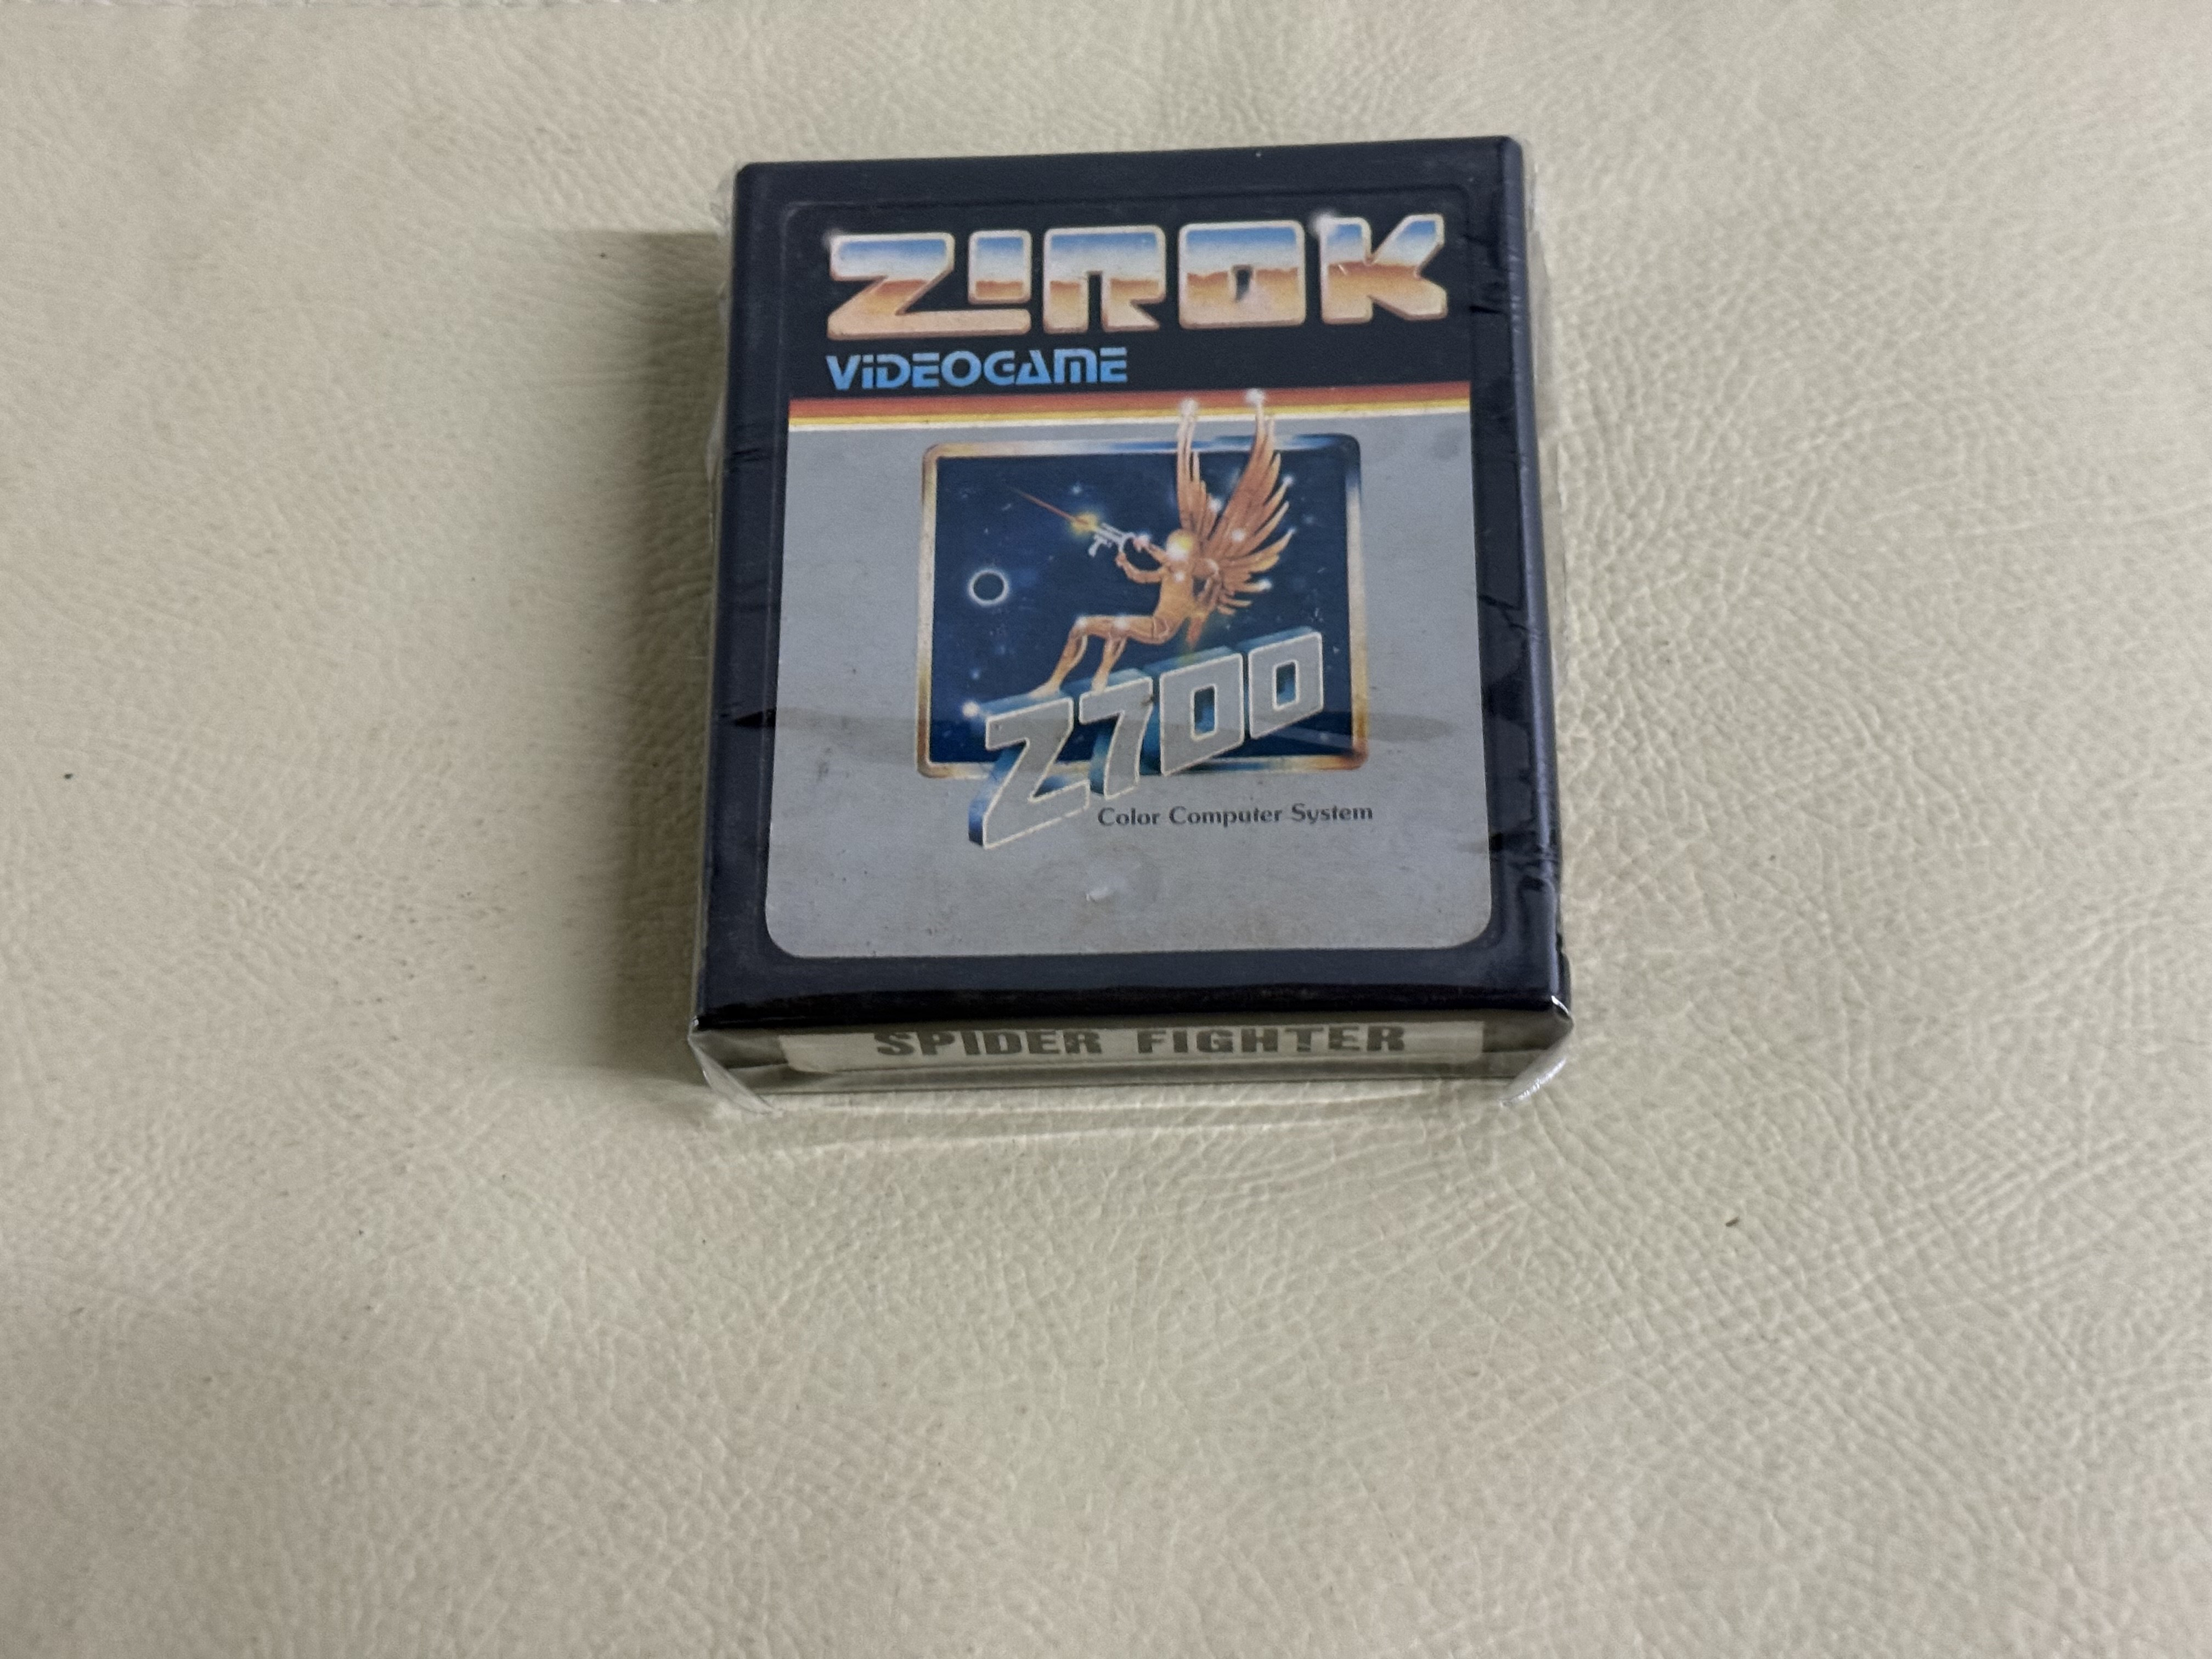 ZIROK
ViDEOGAME
Z700
Color Computer System
SPIDER FIGHTER